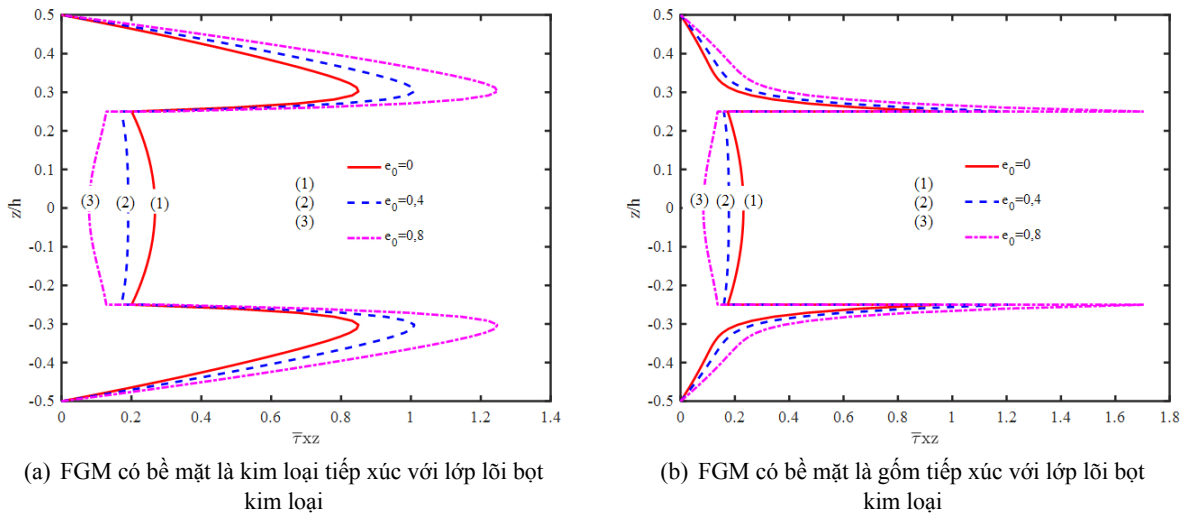 0.5
0.4
0.3
0.2
0.1
0
-0.1
-0.2
-0.3
-0.4
-0.5
z/h
(3) (2) (1)
(1)
(2)
(3)
e0=0
e0=0,4
e0=0,8
0 0.2 0.4 0.6 0.8 1 1.2 1.4
τ̅xz
(a) FGM có bề mặt là kim loại tiếp xúc với lớp lõi bọt
kim loại
0.5
0.4
0.3
0.2
0.1
0
-0.1
-0.2
-0.3
-0.4
-0.5
z/h
(3) (2) (1)
(1)
(2)
(3)
e0=0
e0=0,4
e0=0,8
0 0.2 0.4 0.6 0.8 1 1.2 1.4 1.6 1.8
τ̅xz
(b) FGM có bề mặt là gốm tiếp xúc với lớp lõi bọt
kim loại